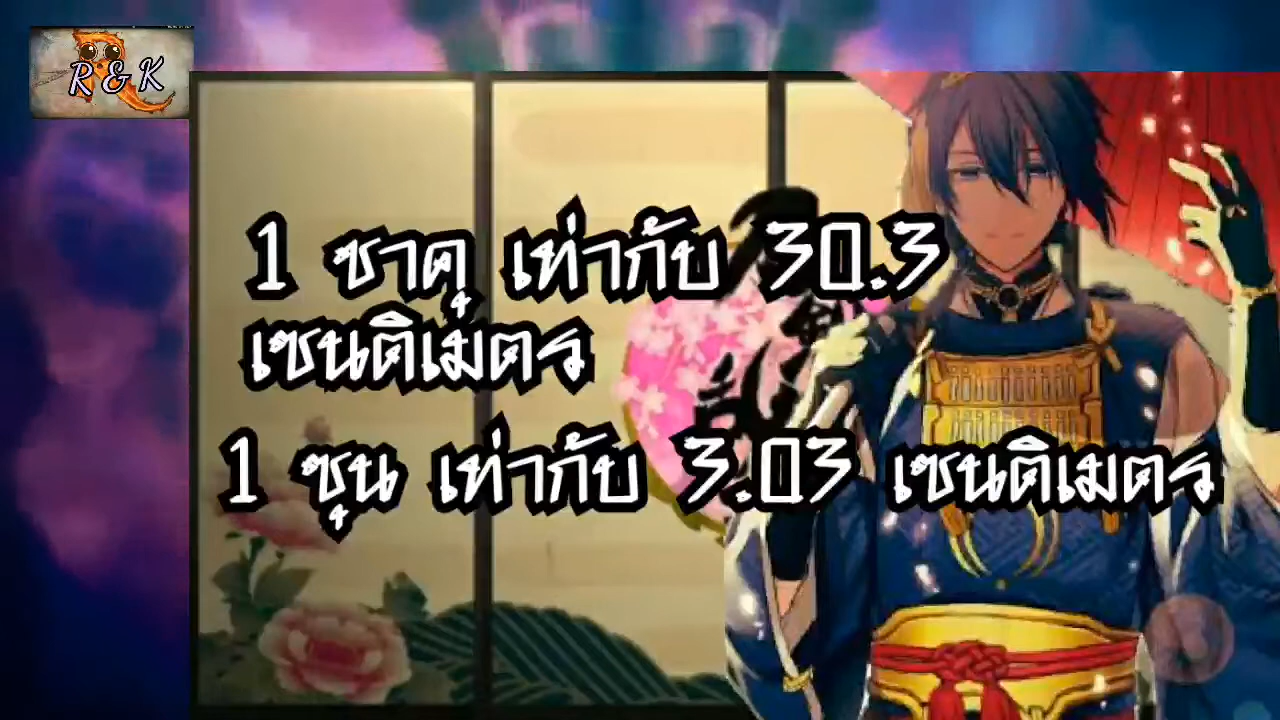 R & K
1 ซาคุ เท่ากับ 30.3
เซนติเมตร
1 ซุน เท่ากับ 3.03 เซนติเมตร